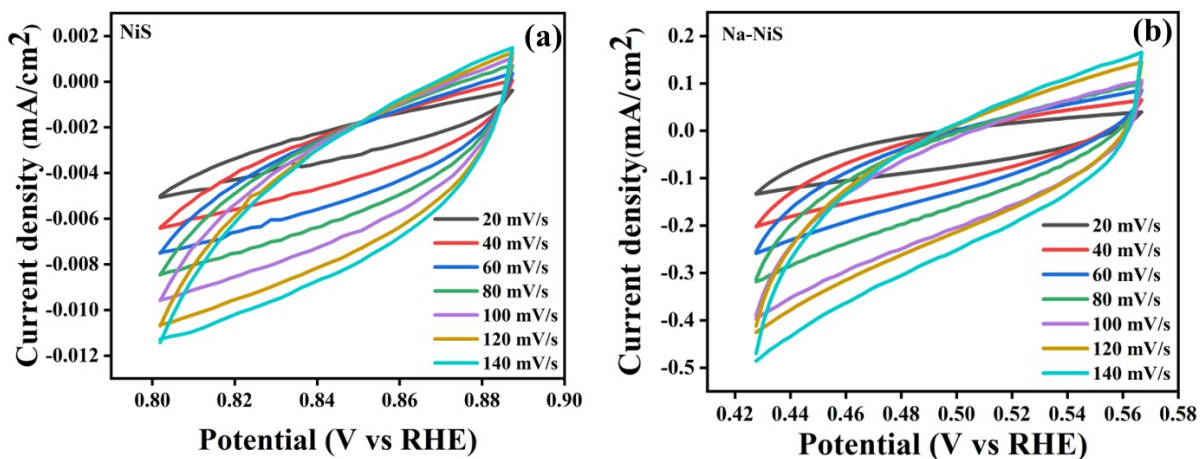 NiS
(a)
Current density (mA/cm²)
0.002
0.000
-0.002
-0.004
-0.006
-0.008
-0.010
-0.012
20 mV/s
40 mV/s
60 mV/s
80 mV/s
100 mV/s
120 mV/s
140 mV/s
0.80 0.82 0.84 0.86 0.88 0.90
Potential (V vs RHE)
Na-NiS
(b)
Current density(mA/cm²)
0.2
0.1
0.0
-0.1
-0.2
-0.3
-0.4
-0.5
20 mV/s
40 mV/s
60 mV/s
80 mV/s
100 mV/s
120 mV/s
140 mV/s
0.42 0.44 0.46 0.48 0.50 0.52 0.54 0.56 0.58
Potential (V vs RHE)